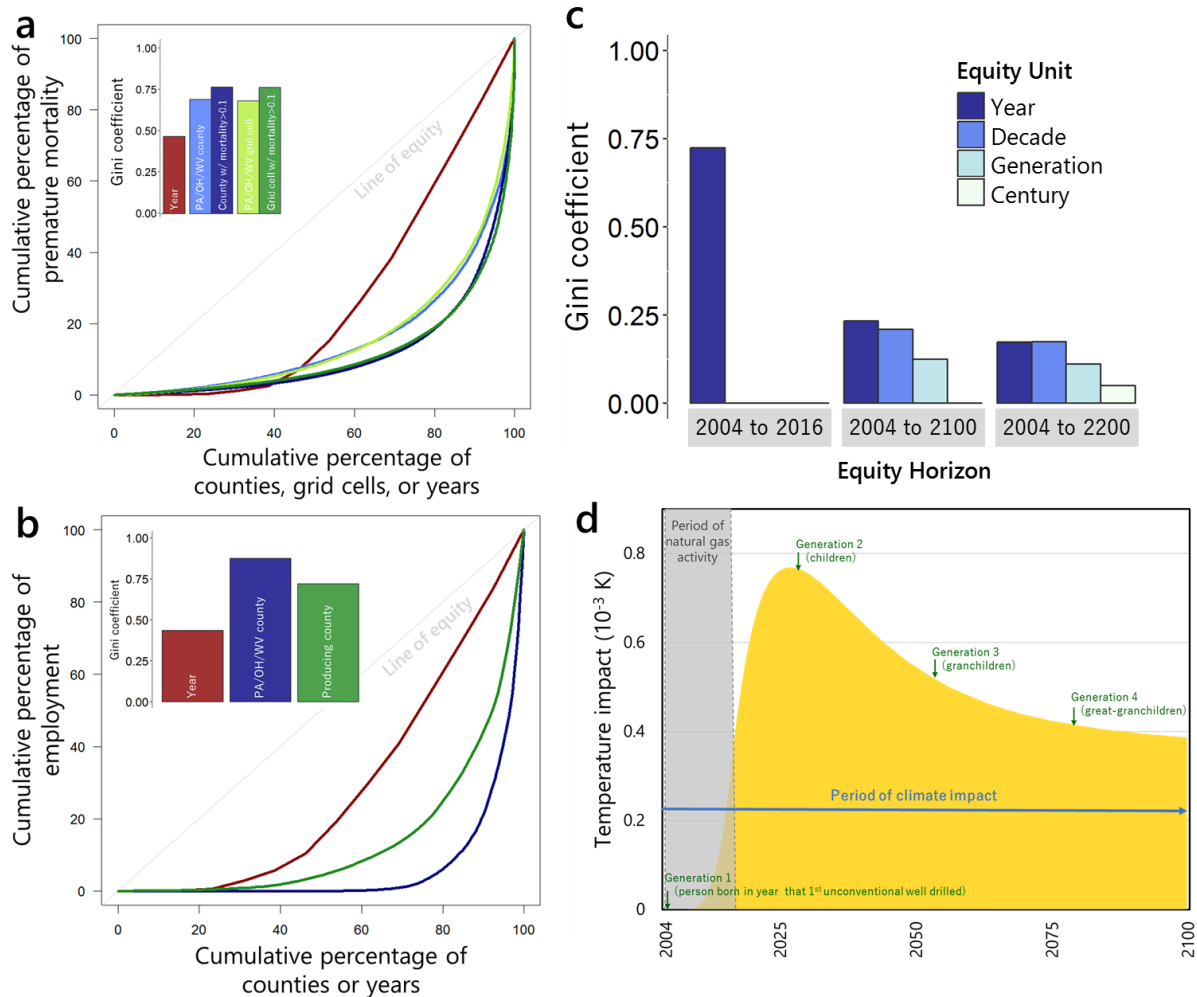 a
Cumulative percentage of
premature mortality
100
80
60
40
20
0
0
20
40
60
80
100
Cumulative percentage of
counties, grid cells, or years
Line of equity
Gini coefficient
1.00
0.75
0.50
0.25
0.00
Year
PA/OH/WV county
County w/ mortality>0.1
PA/OH/WV grid cell
Grid cell w/ mortality>0.1
c
Gini coefficient
1.00
0.75
0.50
0.25
0.00
Equity Unit
Year
Decade
Generation
Century
2004 to 2016
2004 to 2100
2004 to 2200
Equity Horizon
b
Cumulative percentage of
employment
100
80
60
40
20
0
0
20
40
60
80
100
Cumulative percentage of
counties or years
Line of equity
Gini coefficient
1.00
0.75
0.50
0.25
0.00
Year
PA/OH/WV county
Producing county
d
Temperature impact (10⁻³ K)
0.8
0.6
0.4
0.2
0
Period of
natural gas
activity
Generation 2
(children)
Generation 3
(granchildren)
Generation 4
(great-granchildren)
Period of climate impact
Generation 1
(person born in year that 1st unconventional well drilled)
2004
2025
2050
2075
2100